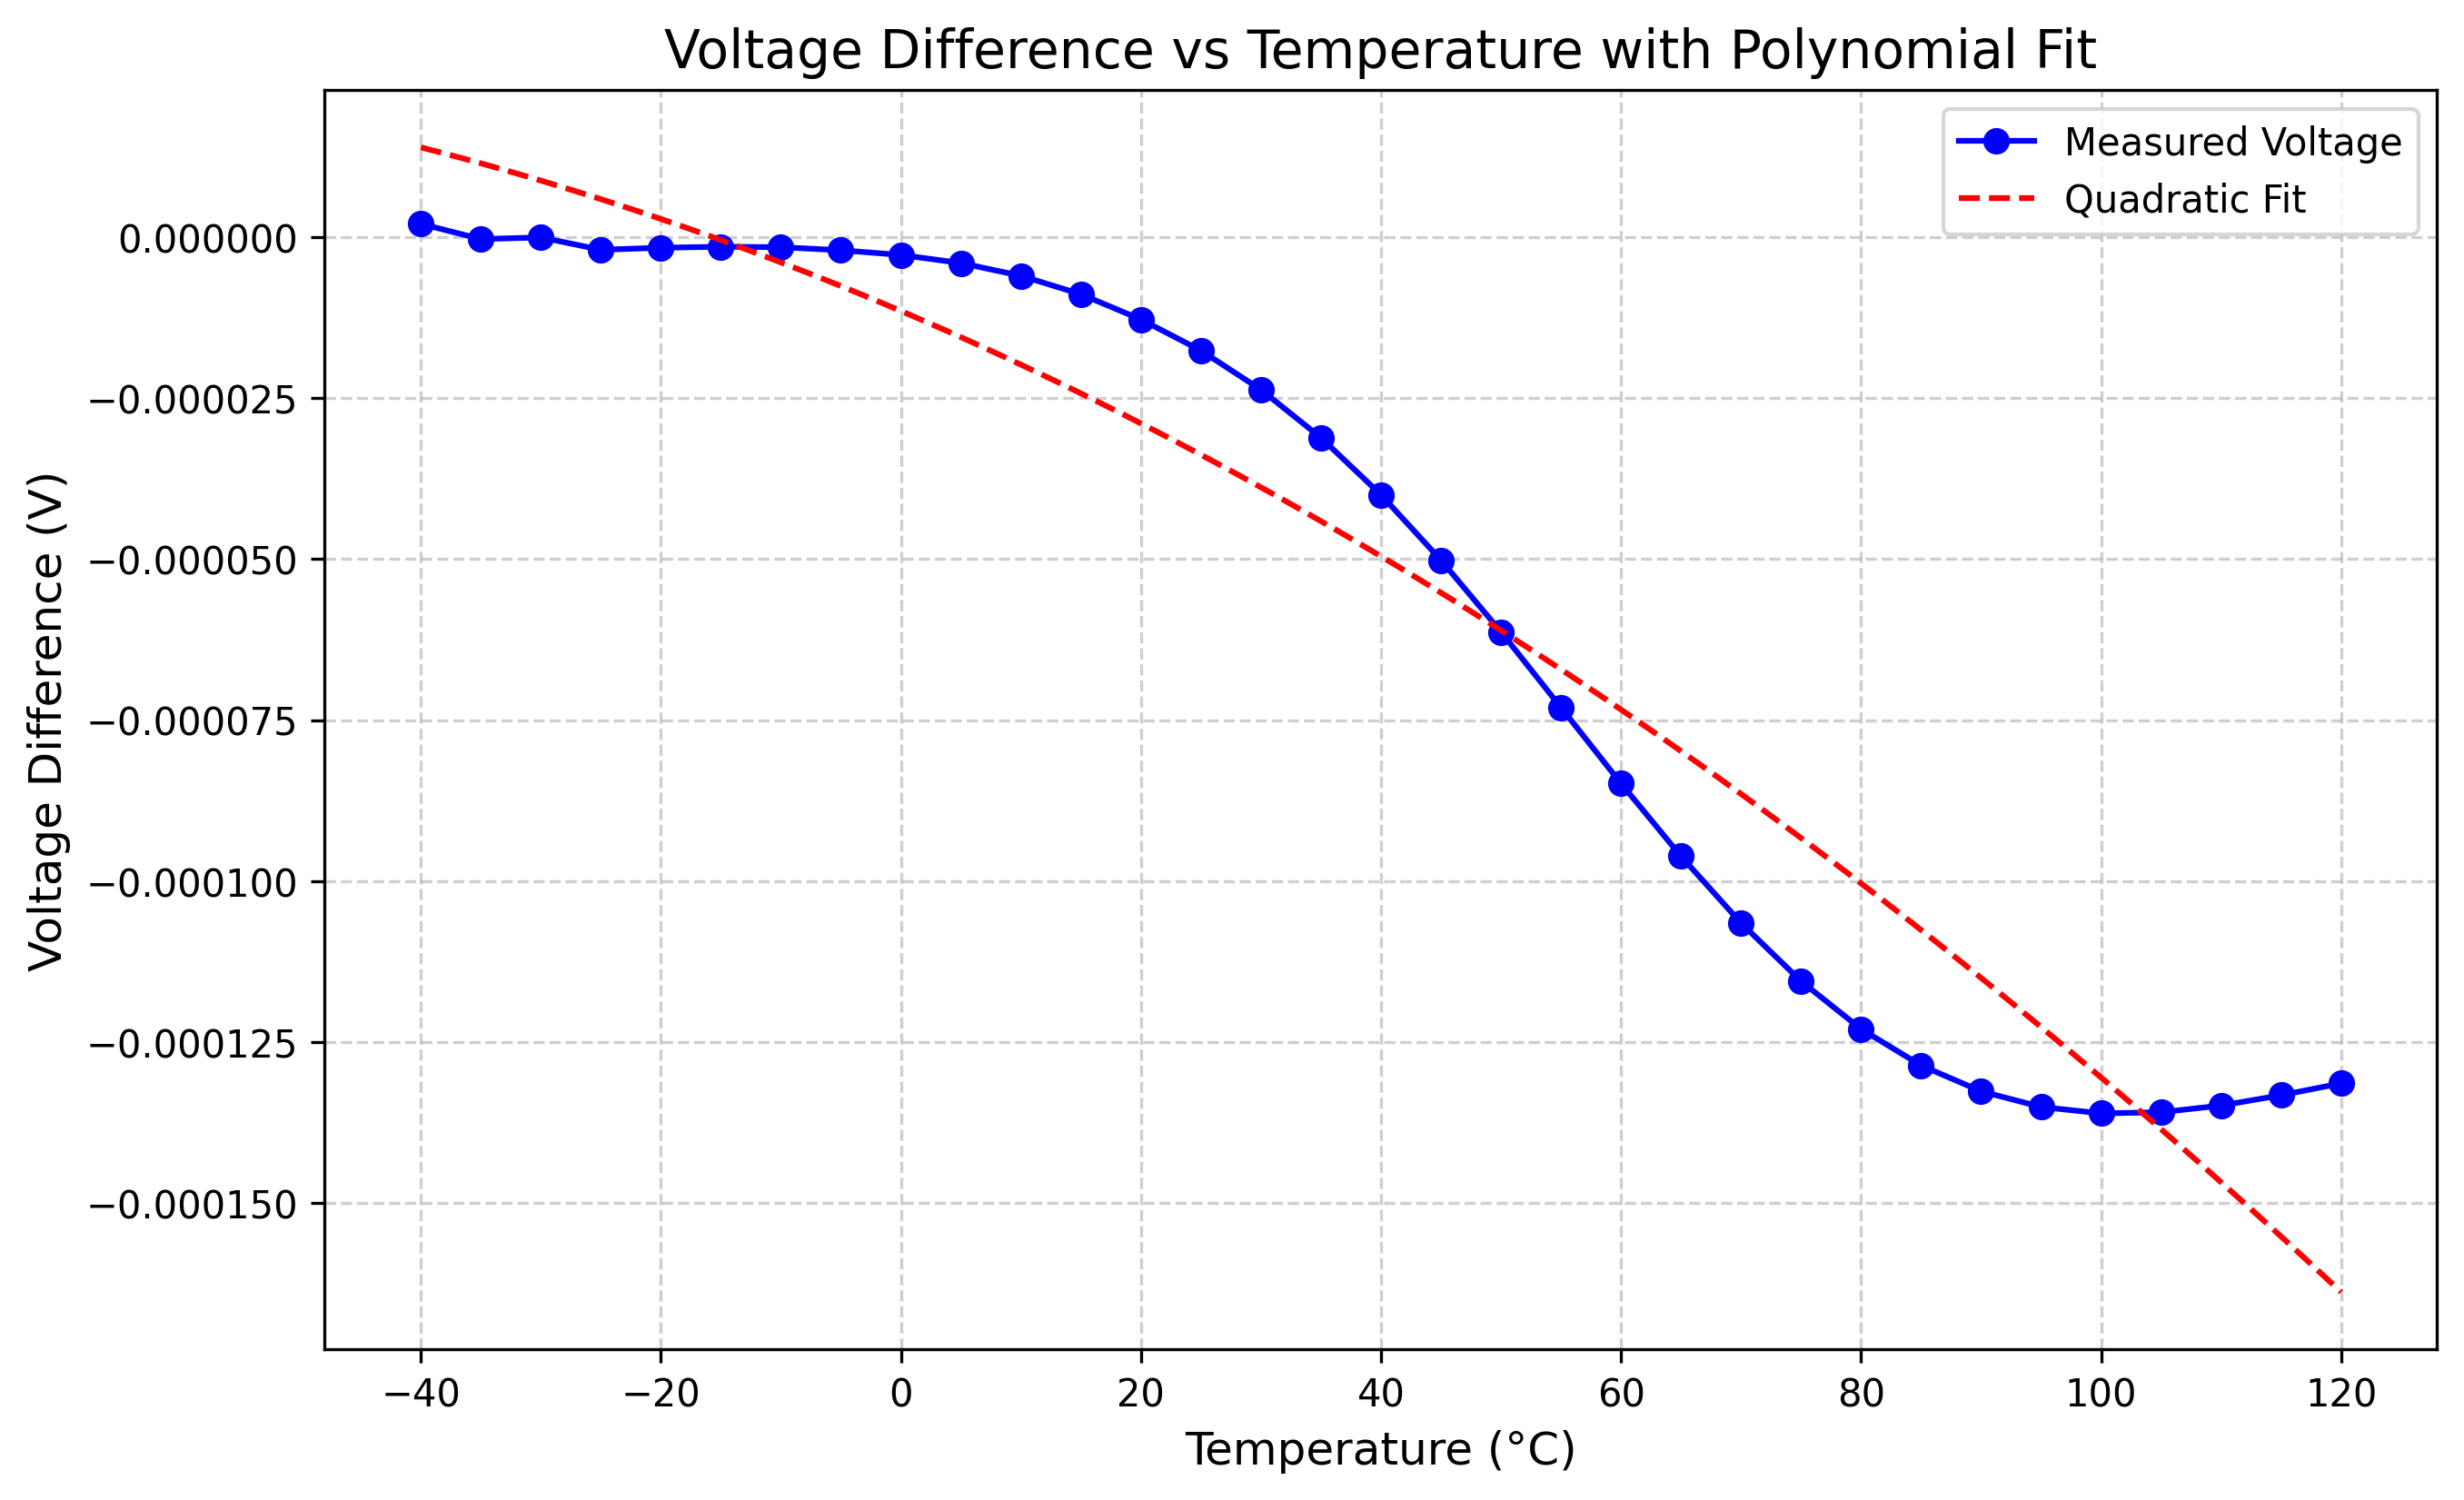 Voltage Difference vs Temperature with Polynomial Fit
Measured Voltage
Quadratic Fit
Voltage Difference (V)
0.000000
−0.000025
−0.000050
−0.000075
−0.000100
−0.000125
−0.000150
−40 −20 0 20 40 60 80 100 120
Temperature (°C)